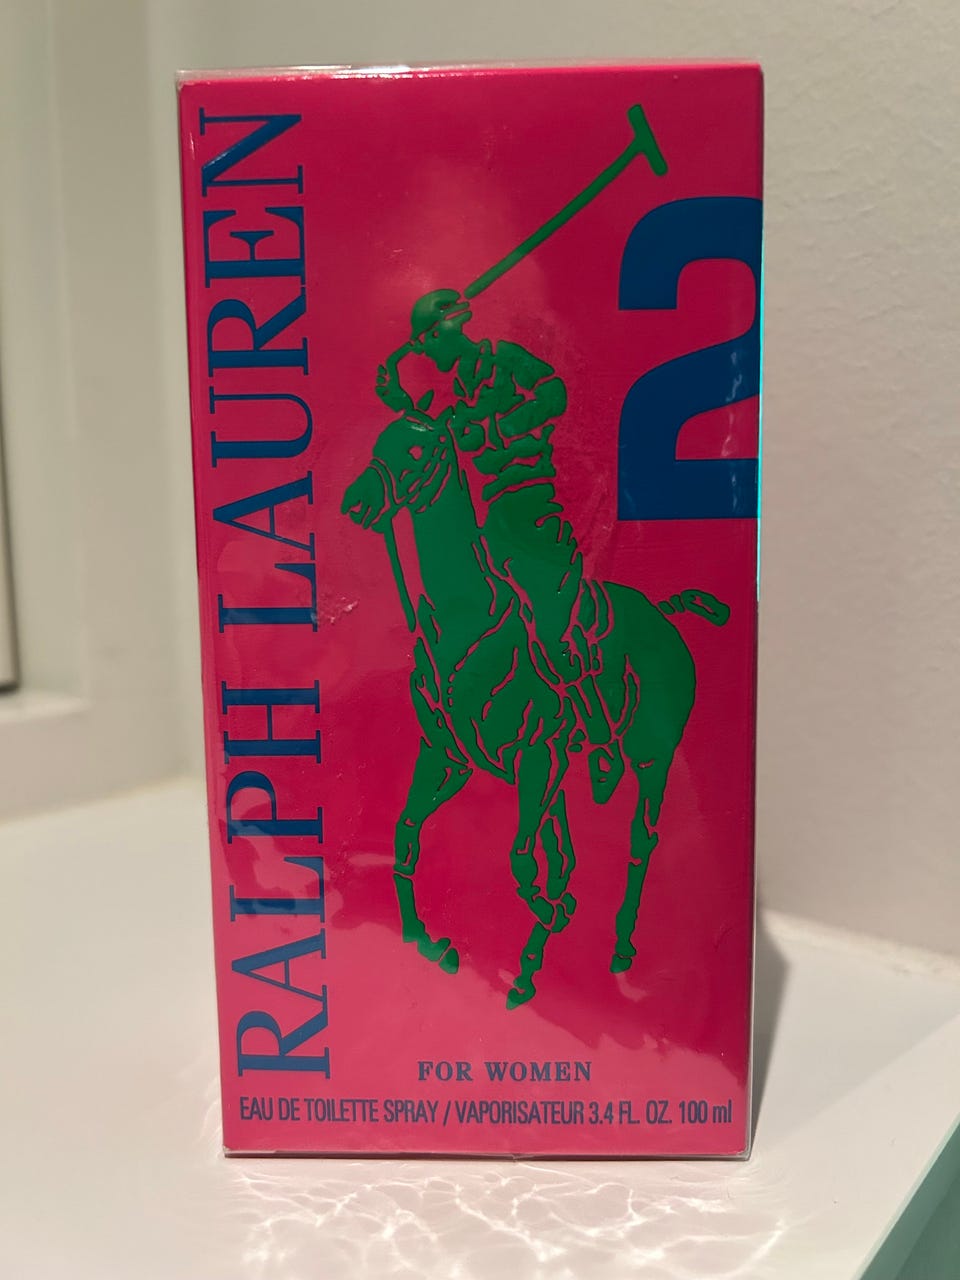 RALPH LAUREN
2
FOR WOMEN
EAU DE TOILETTE SPRAY / VAPORISATEUR 3.4 FL. OZ. 100 ml